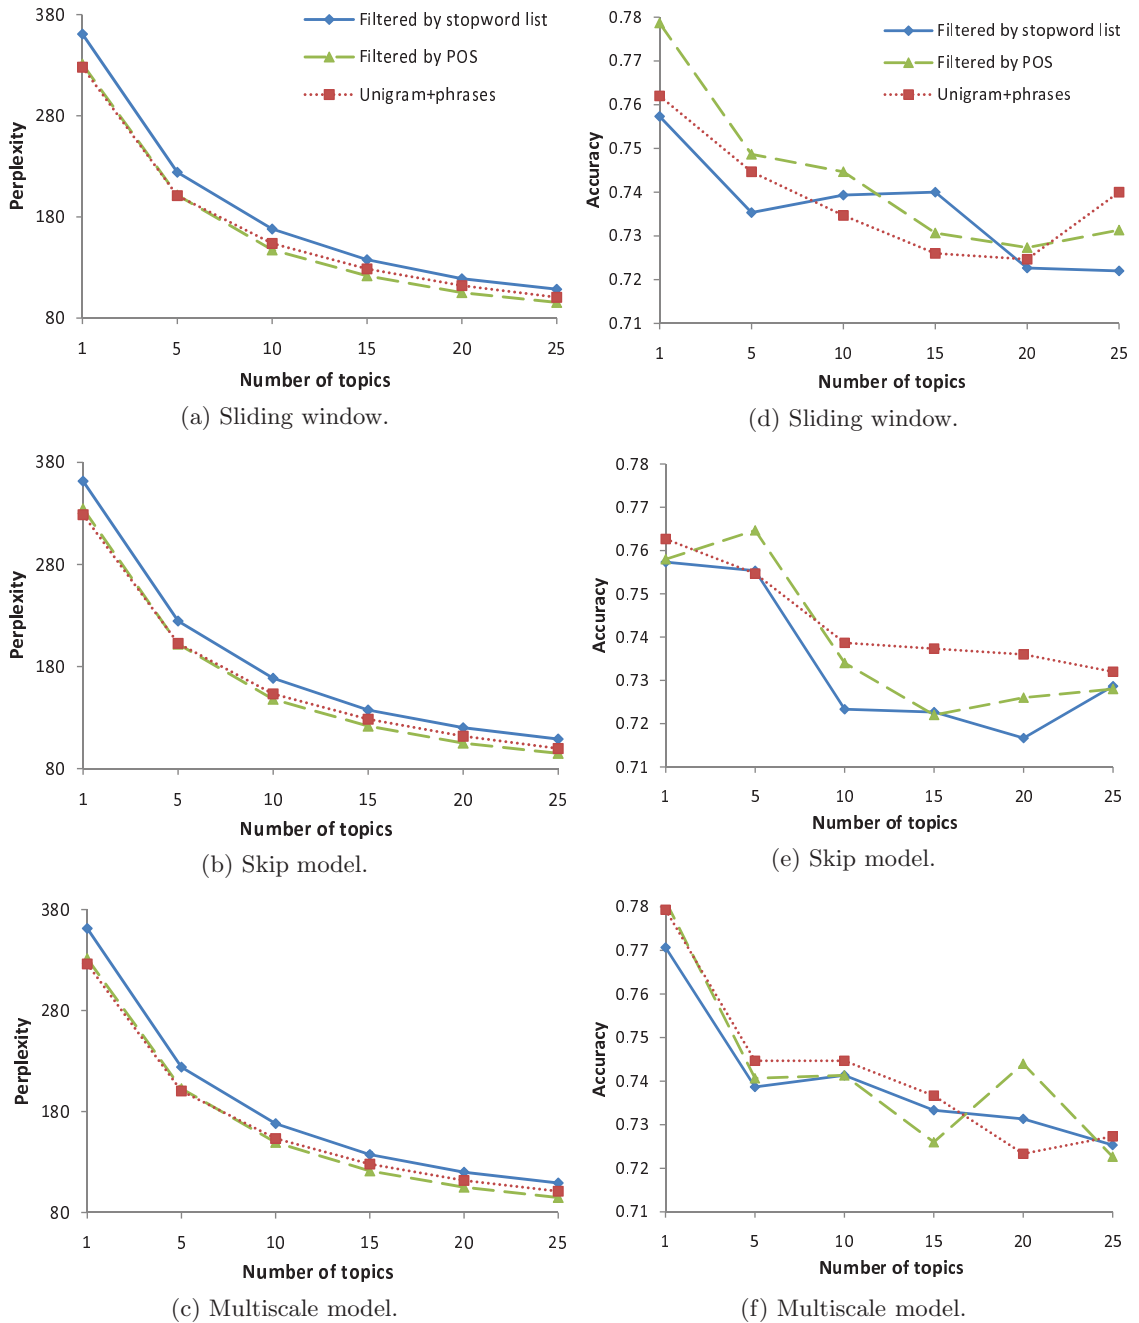 380
280
180
80
Perplexity
Filtered by stopword list
Filtered by POS
Unigram+phrases
1 5 10 15 20 25
Number of topics
(a) Sliding window.
0.78
0.77
0.76
0.75
0.74
0.73
0.72
0.71
Accuracy
Filtered by stopword list
Filtered by POS
Unigram+phrases
1 5 10 15 20 25
Number of topics
(d) Sliding window.
380
280
180
80
Perplexity
1 5 10 15 20 25
Number of topics
(b) Skip model.
0.78
0.77
0.76
0.75
0.74
0.73
0.72
0.71
Accuracy
1 5 10 15 20 25
Number of topics
(e) Skip model.
380
280
180
80
Perplexity
1 5 10 15 20 25
Number of topics
(c) Multiscale model.
0.78
0.77
0.76
0.75
0.74
0.73
0.72
0.71
Accuracy
1 5 10 15 20 25
Number of topics
(f) Multiscale model.